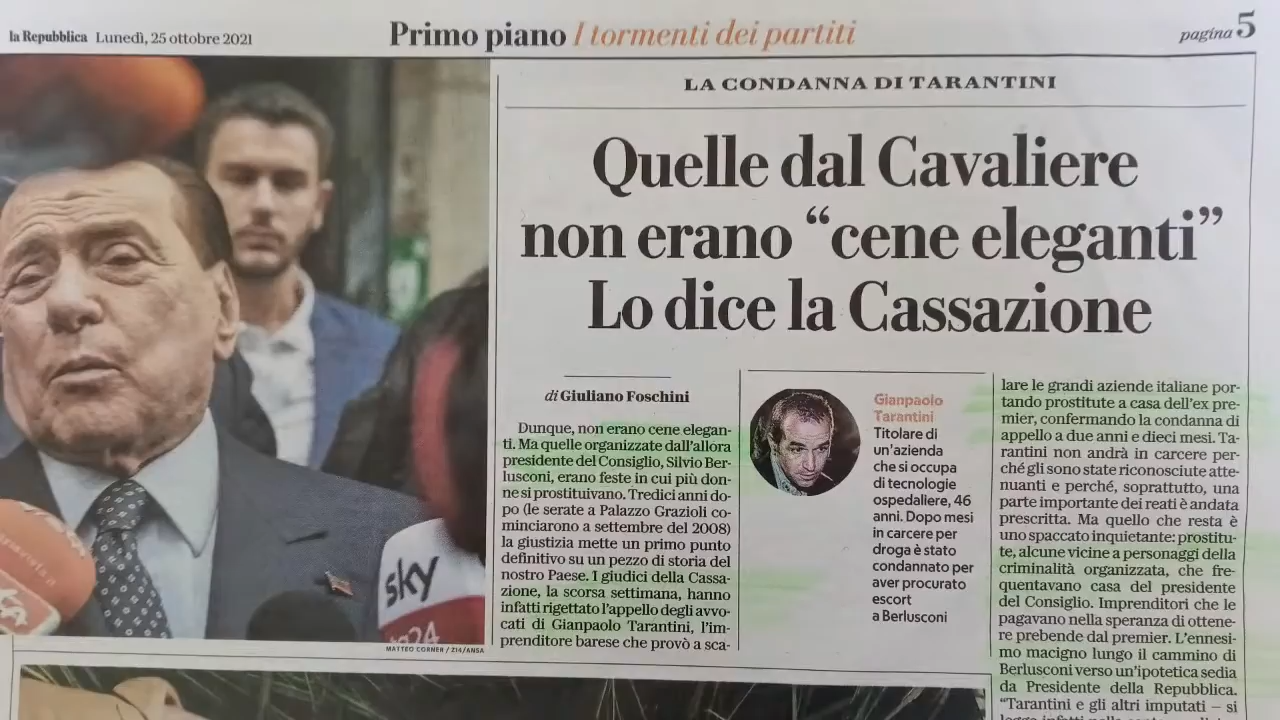 la Repubblica Lunedì, 25 ottobre 2021
Primo piano I tormenti dei partiti
pagina 5
sky
24
MATTEO CORNER / ZI4/ANSA
LA CONDANNA DI TARANTINI
Quelle dal Cavaliere
non erano “cene eleganti”
Lo dice la Cassazione
di Giuliano Foschini
Dunque, non erano cene elegan-
ti. Ma quelle organizzate dall'allora
presidente del Consiglio, Silvio Ber-
lusconi, erano feste in cui più don-
ne si prostituivano. Tredici anni do-
po (le serate a Palazzo Grazioli co-
minciarono a settembre del 2008)
la giustizia mette un primo punto
definitivo su un pezzo di storia del
nostro Paese. I giudici della Cassa-
zione, la scorsa settimana, hanno
infatti rigettato l'appello degli avvo-
cati di Gianpaolo Tarantini, l'im-
prenditore barese che provò a sca-
Gianpaolo
Tarantini
Titolare di
un'azienda
che si occupa
di tecnologie
ospedaliere, 46
anni. Dopo mesi
in carcere per
droga è stato
condannato per
aver procurato
escort
a Berlusconi
lare le grandi aziende italiane por-
tando prostitute a casa dell'ex pre-
mier, confermando la condanna di
appello a due anni e dieci mesi. Ta-
rantini non andrà in carcere per-
ché gli sono state riconosciute atte-
nuanti e perché, soprattutto, una
parte importante dei reati è andata
prescritta. Ma quello che resta è
uno spaccato inquietante: prostitu-
te, alcune vicine a personaggi della
criminalità organizzata, che fre-
quentavano casa del presidente
del Consiglio. Imprenditori che le
pagavano nella speranza di ottene-
re prebende dal premier. L'ennesi-
mo macigno lungo il cammino di
Berlusconi verso un'ipotetica sedia
da Presidente della Repubblica.
“Tarantini e gli altri imputati – si